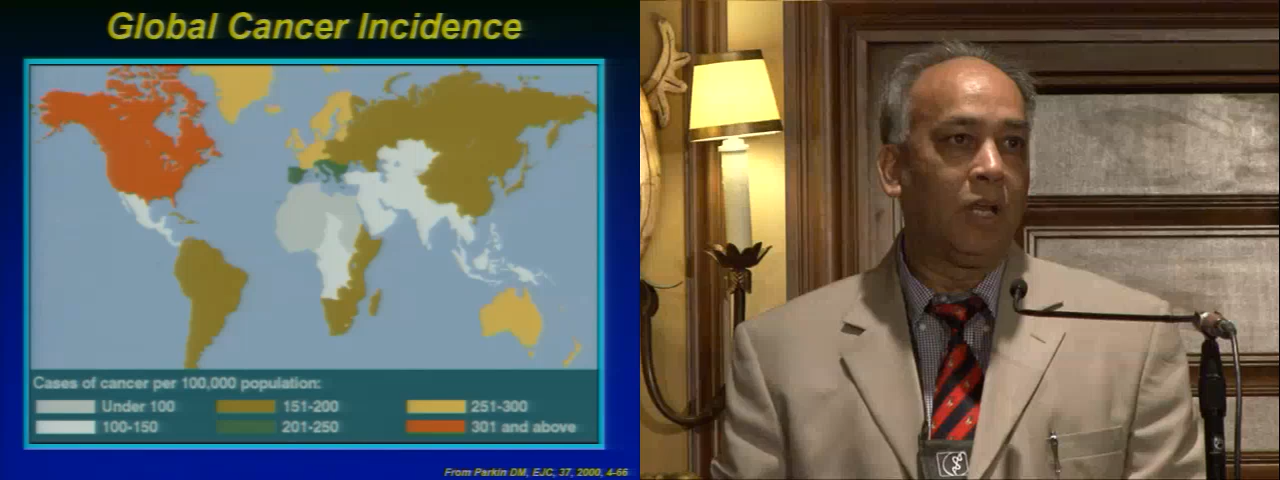 Global Cancer Incidence
Cases of cancer per 100,000 population:
Under 100 151-200 251-300
100-150 201-250 301 and above
From Parkin DM, EJC, 37, 2000, 4-66